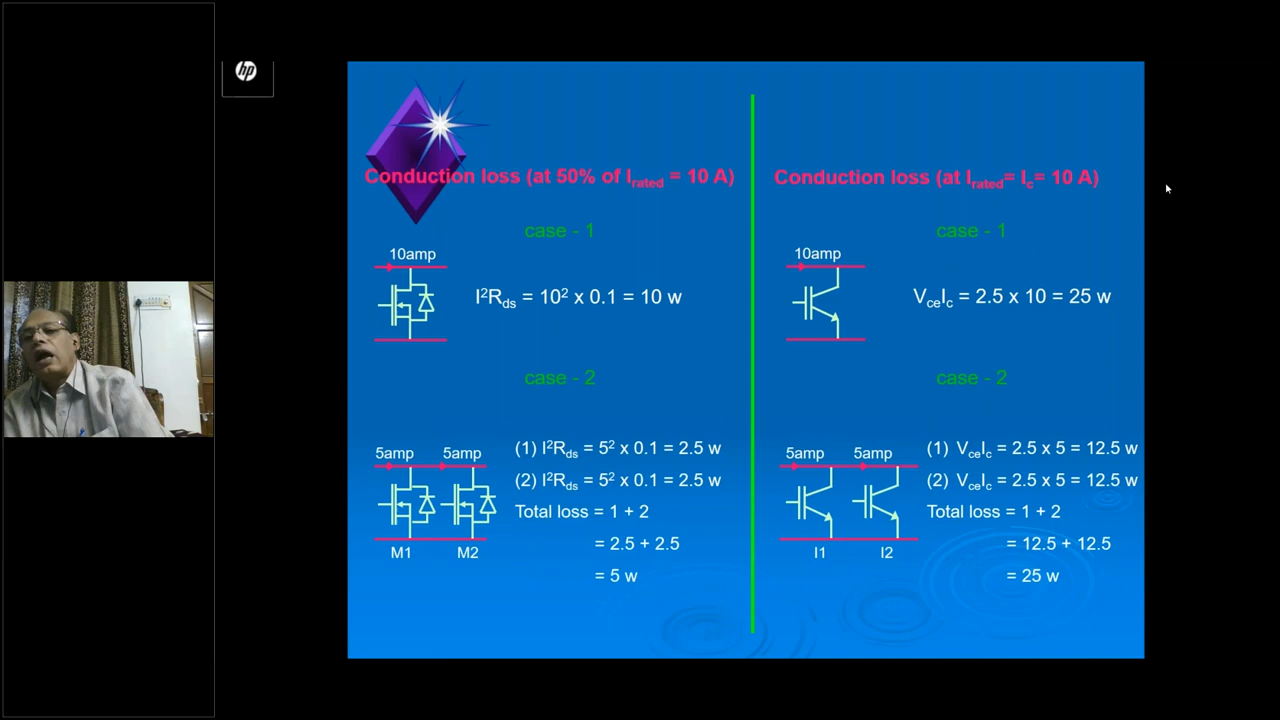 hp
Conduction loss (at 50% of Irated = 10 A)
case - 1
10amp
I²Rds = 10² x 0.1 = 10 w
case - 2
5amp 5amp
(1) I²Rds = 5² x 0.1 = 2.5 w
(2) I²Rds = 5² x 0.1 = 2.5 w
Total loss = 1 + 2
= 2.5 + 2.5
= 5 w
M1 M2
Conduction loss (at Irated= Ic= 10 A)
case - 1
10amp
VceIc = 2.5 x 10 = 25 w
case - 2
5amp 5amp
(1) VceIc = 2.5 x 5 = 12.5 w
(2) VceIc = 2.5 x 5 = 12.5 w
Total loss = 1 + 2
= 12.5 + 12.5
= 25 w
I1 I2